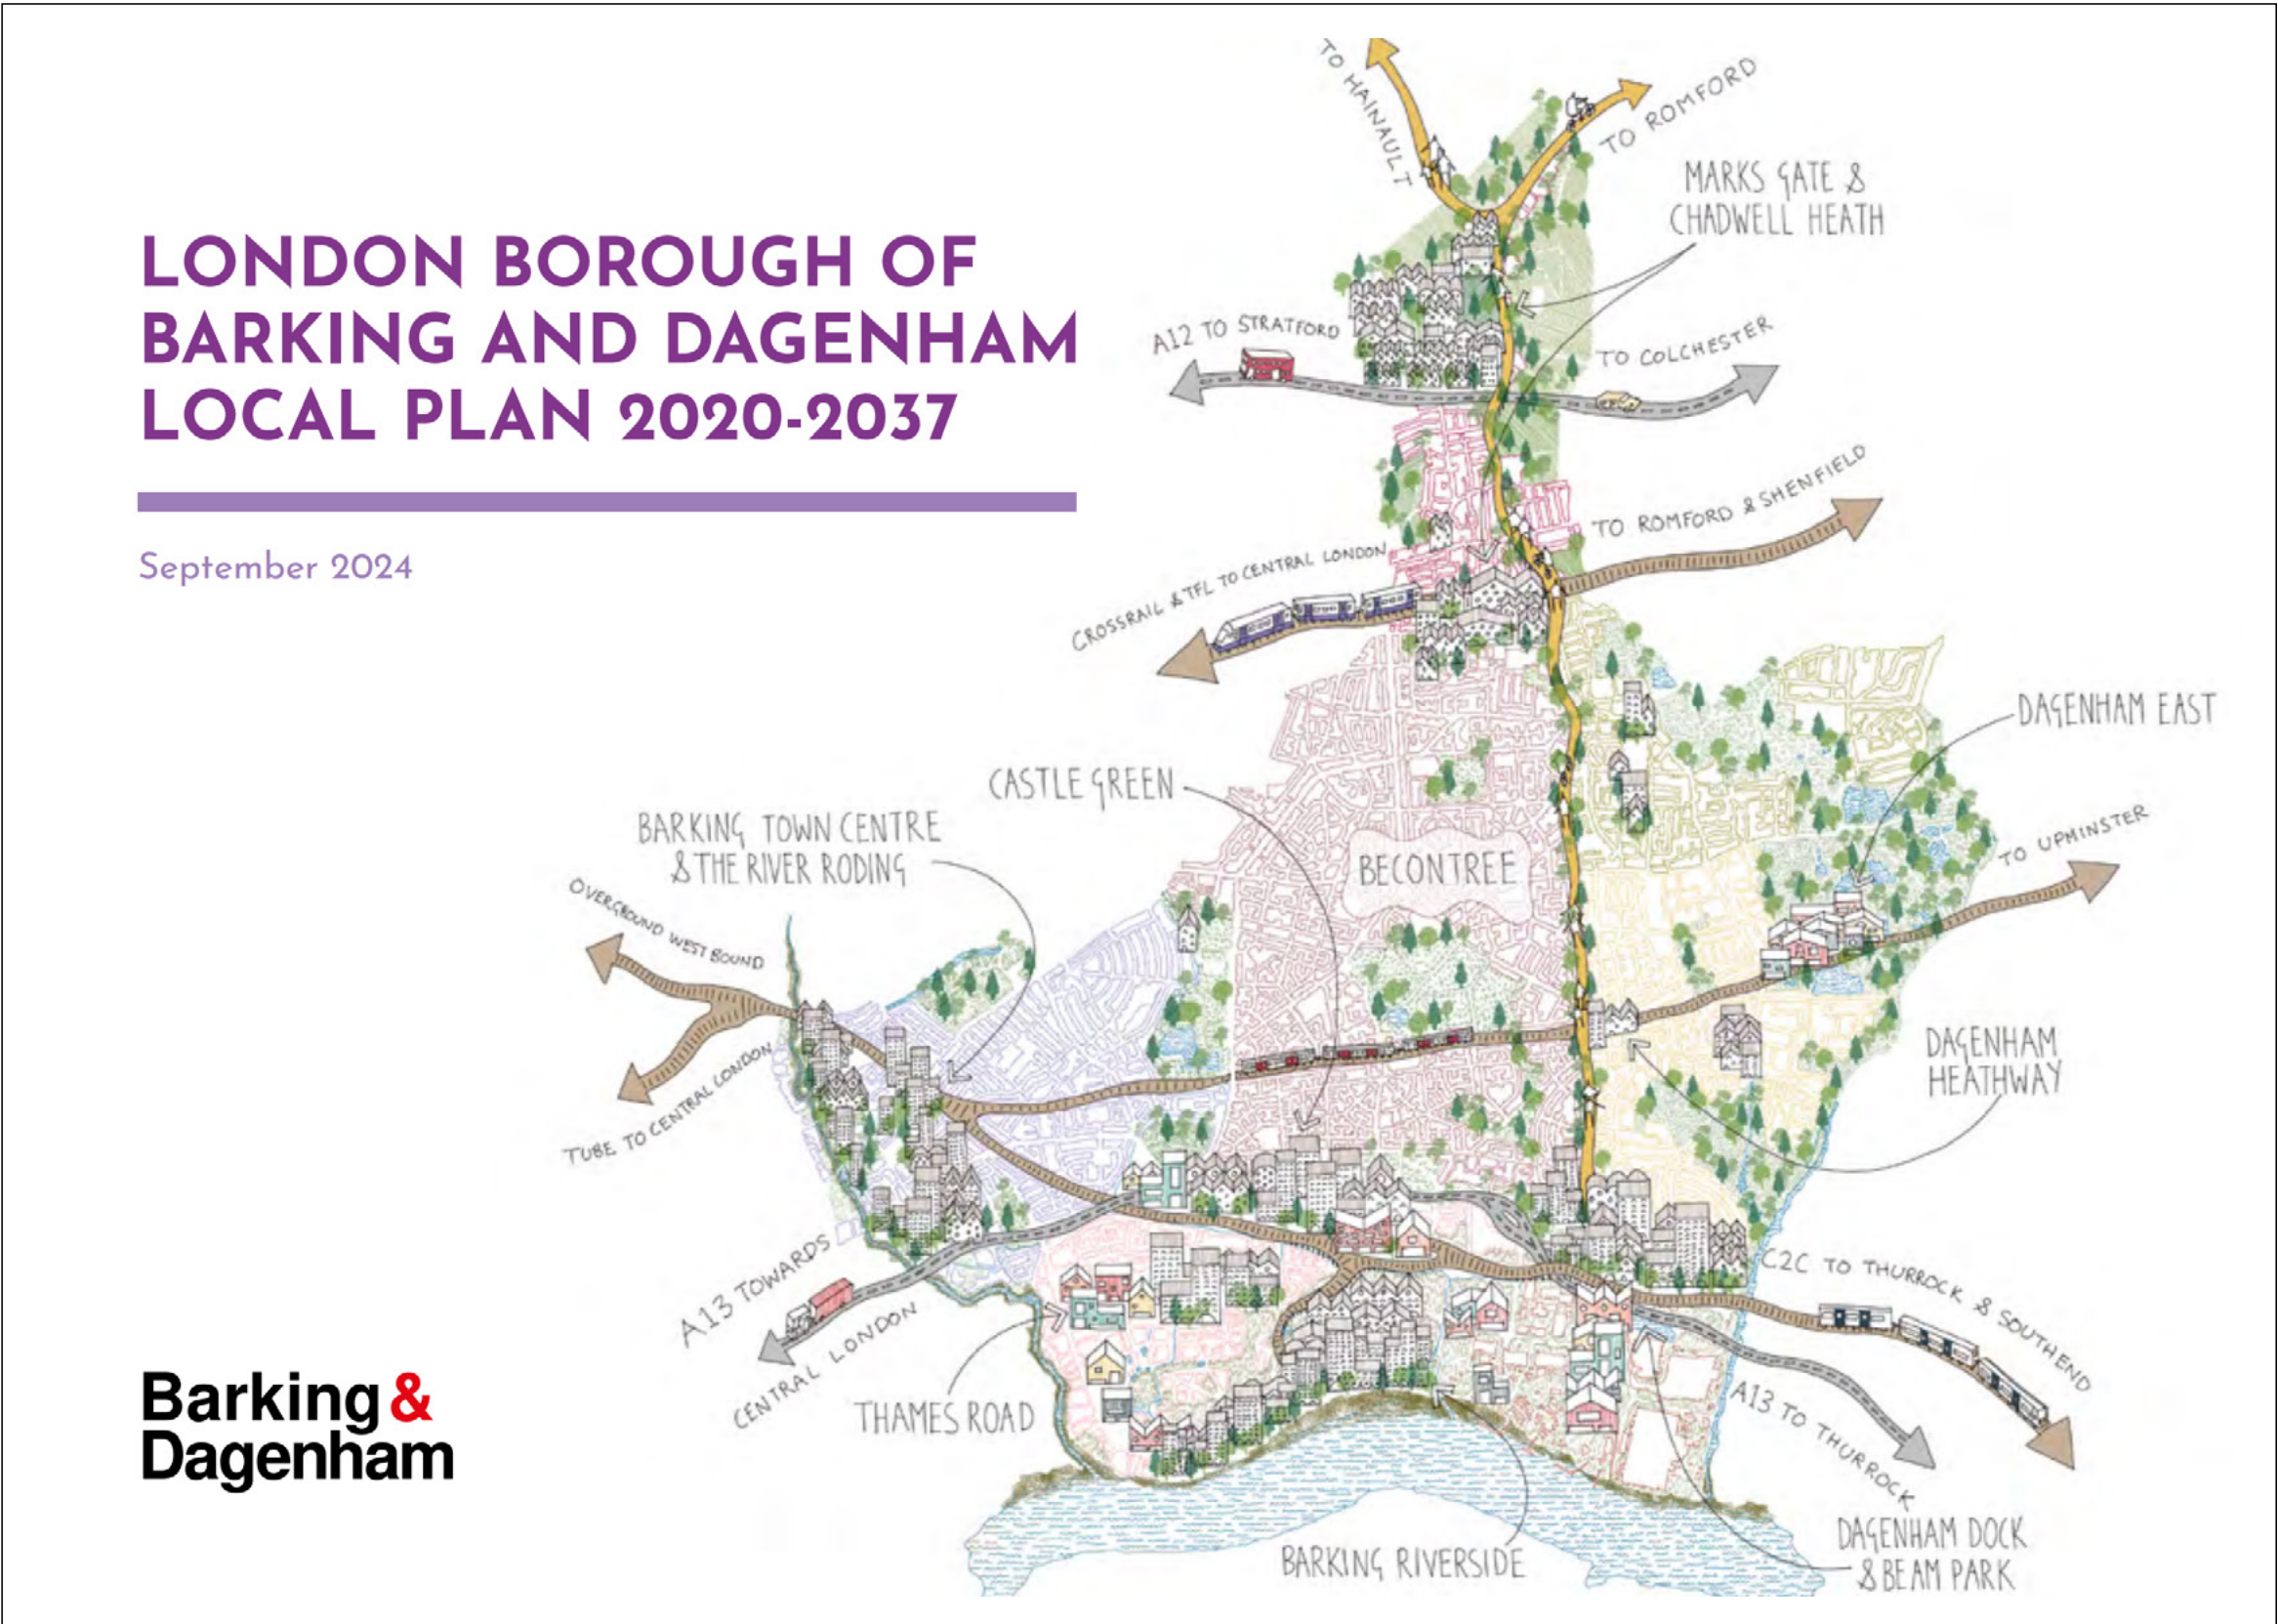 LONDON BOROUGH OF
BARKING AND DAGENHAM
LOCAL PLAN 2020-2037
September 2024
TO HAINAULT
TO ROMFORD
MARKS GATE &
CHADWELL HEATH
A12 TO STRATFORD
TO COLCHESTER
TO ROMFORD & SHENFIELD
CROSSRAIL & TFL TO CENTRAL LONDON
DAGENHAM EAST
CASTLE GREEN
BARKING TOWN CENTRE
& THE RIVER RODING
BECONTREE
TO UPMINSTER
OVERGROUND WEST BOUND
TUBE TO CENTRAL LONDON
DAGENHAM
HEATHWAY
A13 TOWARDS
CENTRAL LONDON
C2C TO THURROCK & SOUTHEND
THAMES ROAD
A13 TO THURROCK
BARKING RIVERSIDE
DAGENHAM DOCK
& BEAM PARK
Barking &
Dagenham